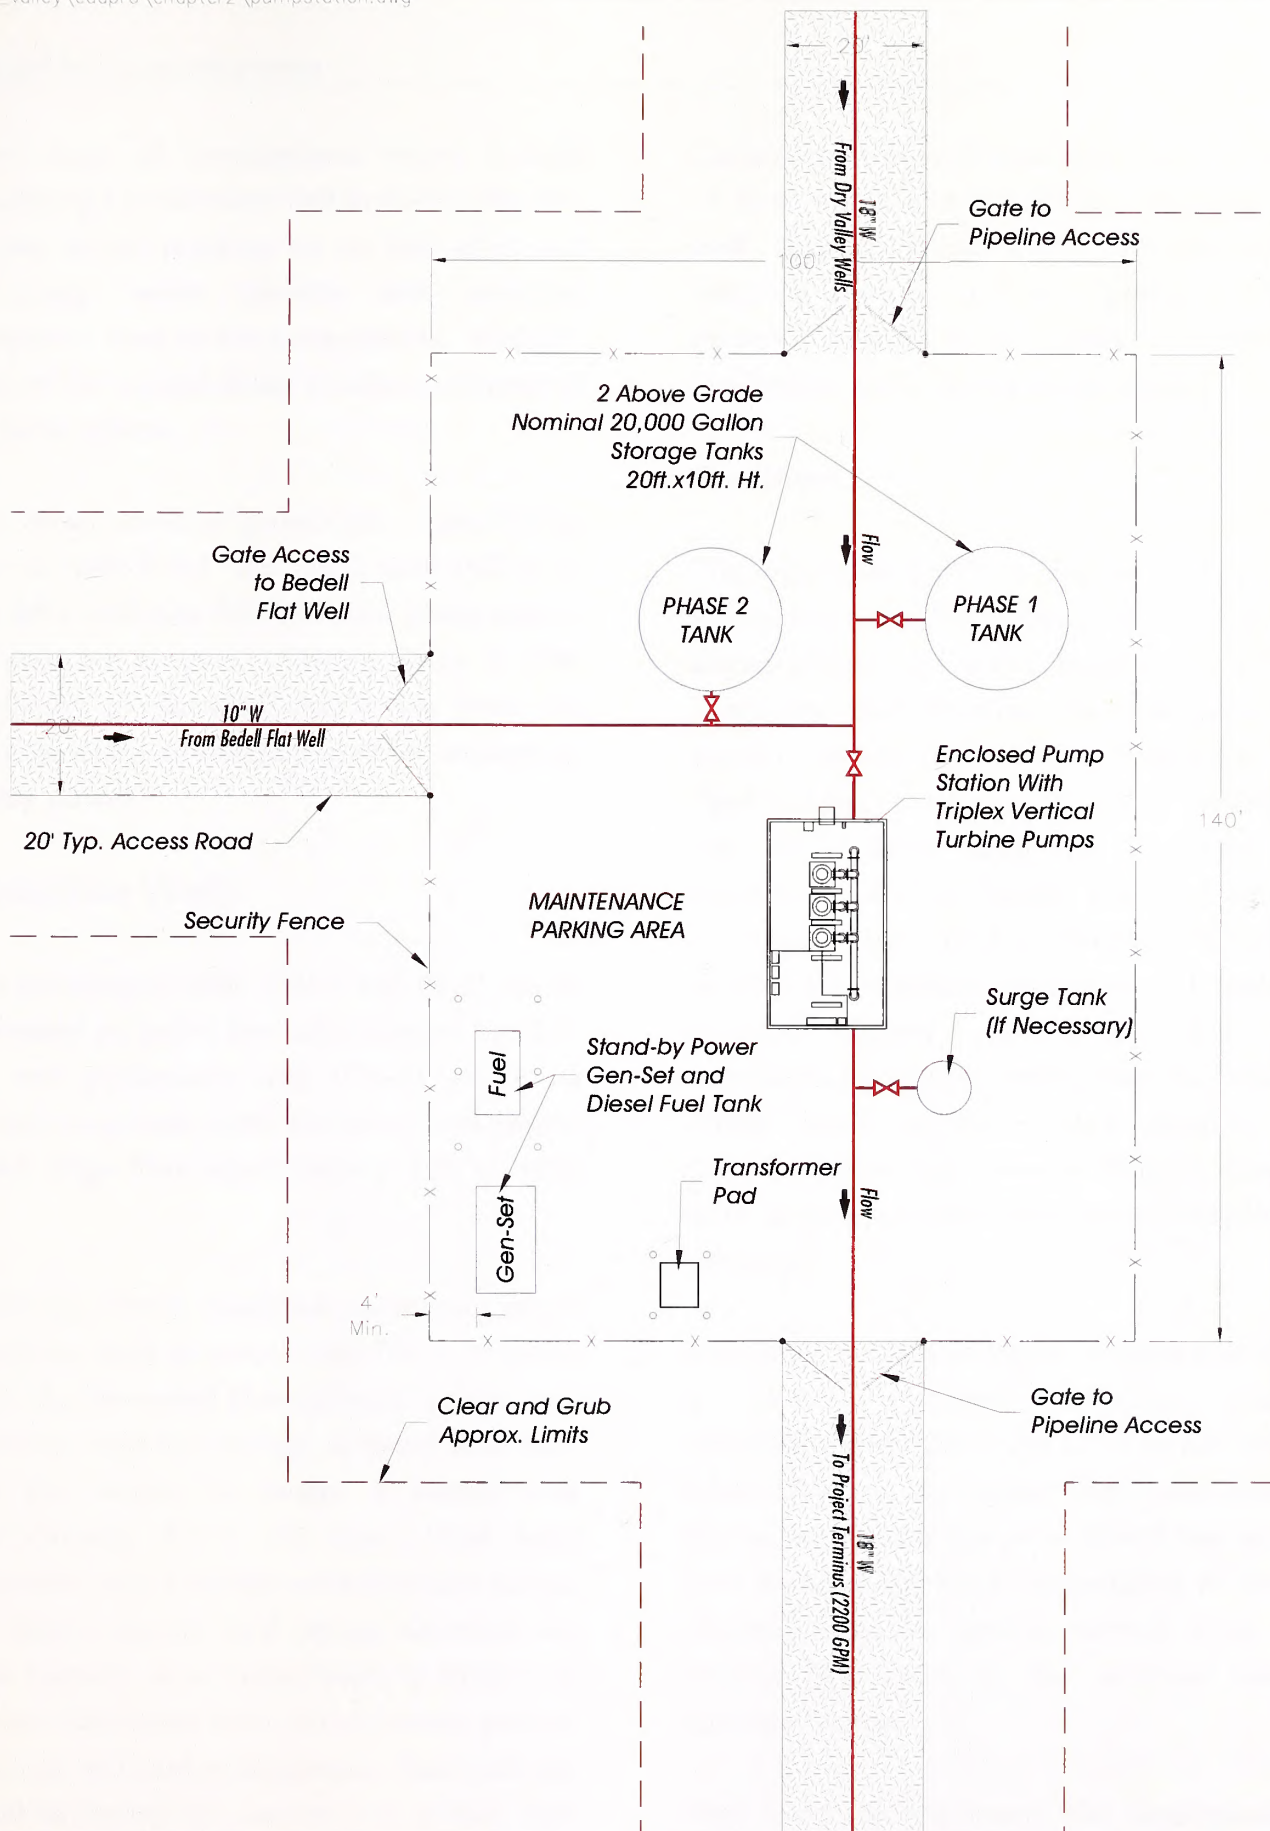 20'
From Dry Valley Wells
18" W
Gate to
Pipeline Access
100'
2 Above Grade
Nominal 20,000 Gallon
Storage Tanks
20ft.x10ft. Ht.
Flow
Gate Access
to Bedell
Flat Well
PHASE 2
TANK
PHASE 1
TANK
10" W
20'
From Bedell Flat Well
Enclosed Pump
Station With
Triplex Vertical
Turbine Pumps
140'
20' Typ. Access Road
MAINTENANCE
PARKING AREA
Security Fence
Surge Tank
(If Necessary)
Stand-by Power
Gen-Set and
Diesel Fuel Tank
Fuel
Transformer
Pad
Flow
Gen-Set
4'
Min.
Gate to
Pipeline Access
Clear and Grub
Approx. Limits
To Project Terminus (2200 GPM)
18" W